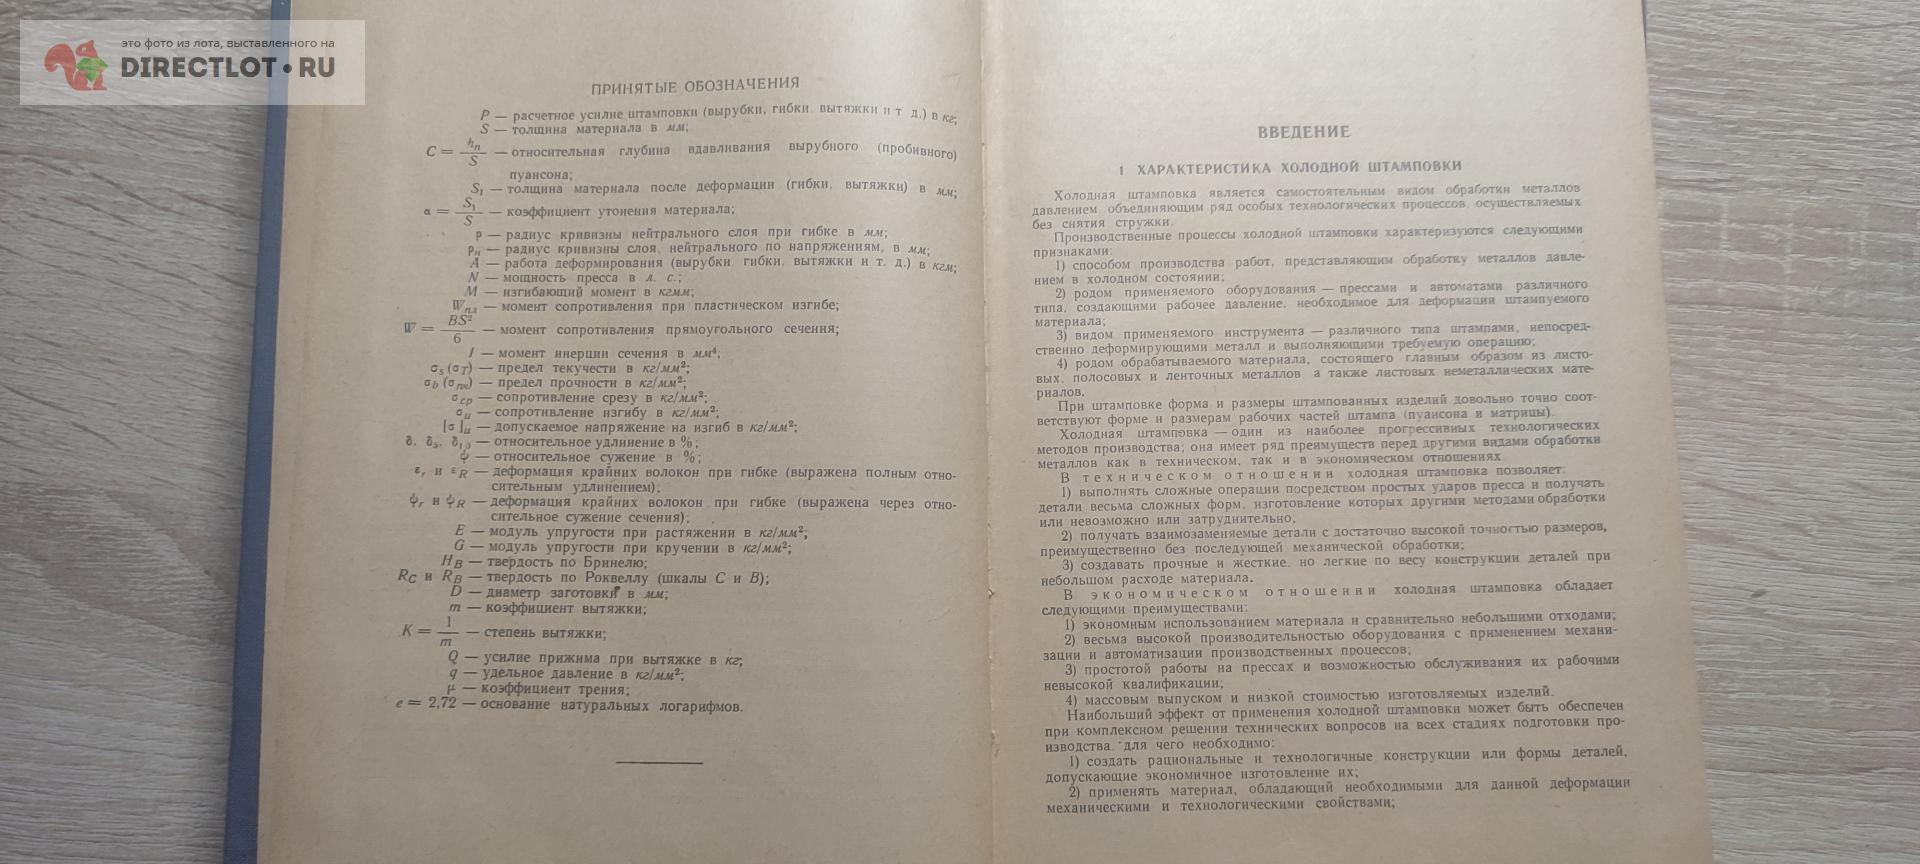 это фото из лота, выставленного на
DIRECTLOT•RU
ПРИНЯТЫЕ ОБОЗНАЧЕНИЯ
P — расчетное усилие штамповки (вырубки, гибки, вытяжки и т. д.) в кг;
S — толщина материала в мм;
C = hп/S — относительная глубина вдавливания вырубного (пробивного)
пуансона;
S₁ — толщина материала после деформации (гибки, вытяжки) в мм;
α = S₁/S — коэффициент утонения материала;
ρ — радиус кривизны нейтрального слоя при гибке в мм;
ρн — радиус кривизны слоя, нейтрального по напряжениям, в мм;
A — работа деформирования (вырубки, гибки, вытяжки и т. д.) в кгм;
N — мощность пресса в л. с.;
M — изгибающий момент в кгмм;
Wпл — момент сопротивления при пластическом изгибе;
W = BS²/6 — момент сопротивления прямоугольного сечения;
I — момент инерции сечения в мм⁴;
σs (σT) — предел текучести в кг/мм²;
σb (σпч) — предел прочности в кг/мм²;
σср — сопротивление срезу в кг/мм²;
σи — сопротивление изгибу в кг/мм²;
[σ]и — допускаемое напряжение на изгиб в кг/мм²;
δ, δ₅, δ₁₀ — относительное удлинение в %;
ψ — относительное сужение в %;
εr и εR — деформация крайних волокон при гибке (выражена полным отно-
сительным удлинением);
ψr и ψR — деформация крайних волокон при гибке (выражена через отно-
сительное сужение сечения);
E — модуль упругости при растяжении в кг/мм²;
G — модуль упругости при кручении в кг/мм²;
HB — твердость по Бринелю;
RC и RB — твердость по Роквеллу (шкалы C и B);
D — диаметр заготовки в мм;
m — коэффициент вытяжки;
K = 1/m — степень вытяжки;
Q — усилие прижима при вытяжке в кг;
q — удельное давление в кг/мм²;
μ — коэффициент трения;
e = 2,72 — основание натуральных логарифмов.
ВВЕДЕНИЕ
1 ХАРАКТЕРИСТИКА ХОЛОДНОЙ ШТАМПОВКИ
Холодная штамповка является самостоятельным видом обработки металлов
давлением, объединяющим ряд особых технологических процессов, осуществляемых
без снятия стружки.
Производственные процессы холодной штамповки характеризуются следующими
признаками:
1) способом производства работ, представляющим обработку металлов давле-
нием в холодном состоянии;
2) родом применяемого оборудования — прессами и автоматами различного
типа, создающими рабочее давление, необходимое для деформации штампуемого
материала;
3) видом применяемого инструмента — различного типа штампами, непосред-
ственно деформирующими металл и выполняющими требуемую операцию;
4) родом обрабатываемого материала, состоящего главным образом из листо-
вых, полосовых и ленточных металлов, а также листовых неметаллических мате-
риалов.
При штамповке форма и размеры штампованных изделий довольно точно соот-
ветствуют форме и размерам рабочих частей штампа (пуансона и матрицы).
Холодная штамповка — один из наиболее прогрессивных технологических
методов производства; она имеет ряд преимуществ перед другими видами обработки
металлов как в техническом, так и в экономическом отношениях.
В техническом отношении холодная штамповка позволяет:
1) выполнять сложные операции посредством простых ударов пресса и получать
детали весьма сложных форм, изготовление которых другими методами обработки
или невозможно или затруднительно,
2) получать взаимозаменяемые детали с достаточно высокой точностью размеров,
преимущественно без последующей механической обработки;
3) создавать прочные и жесткие, но легкие по весу конструкции деталей при
небольшом расходе материала.
В экономическом отношении холодная штамповка обладает
следующими преимуществами:
1) экономным использованием материала и сравнительно небольшими отходами;
2) весьма высокой производительностью оборудования с применением механи-
зации и автоматизации производственных процессов;
3) простотой работы на прессах и возможностью обслуживания их рабочими
невысокой квалификации;
4) массовым выпуском и низкой стоимостью изготовляемых изделий.
Наибольший эффект от применения холодной штамповки может быть обеспечен
при комплексном решении технических вопросов на всех стадиях подготовки про-
изводства, для чего необходимо:
1) создать рациональные и технологичные конструкции или формы деталей,
допускающие экономичное изготовление их;
2) применять материал, обладающий необходимыми для данной деформации
механическими и технологическими свойствами;